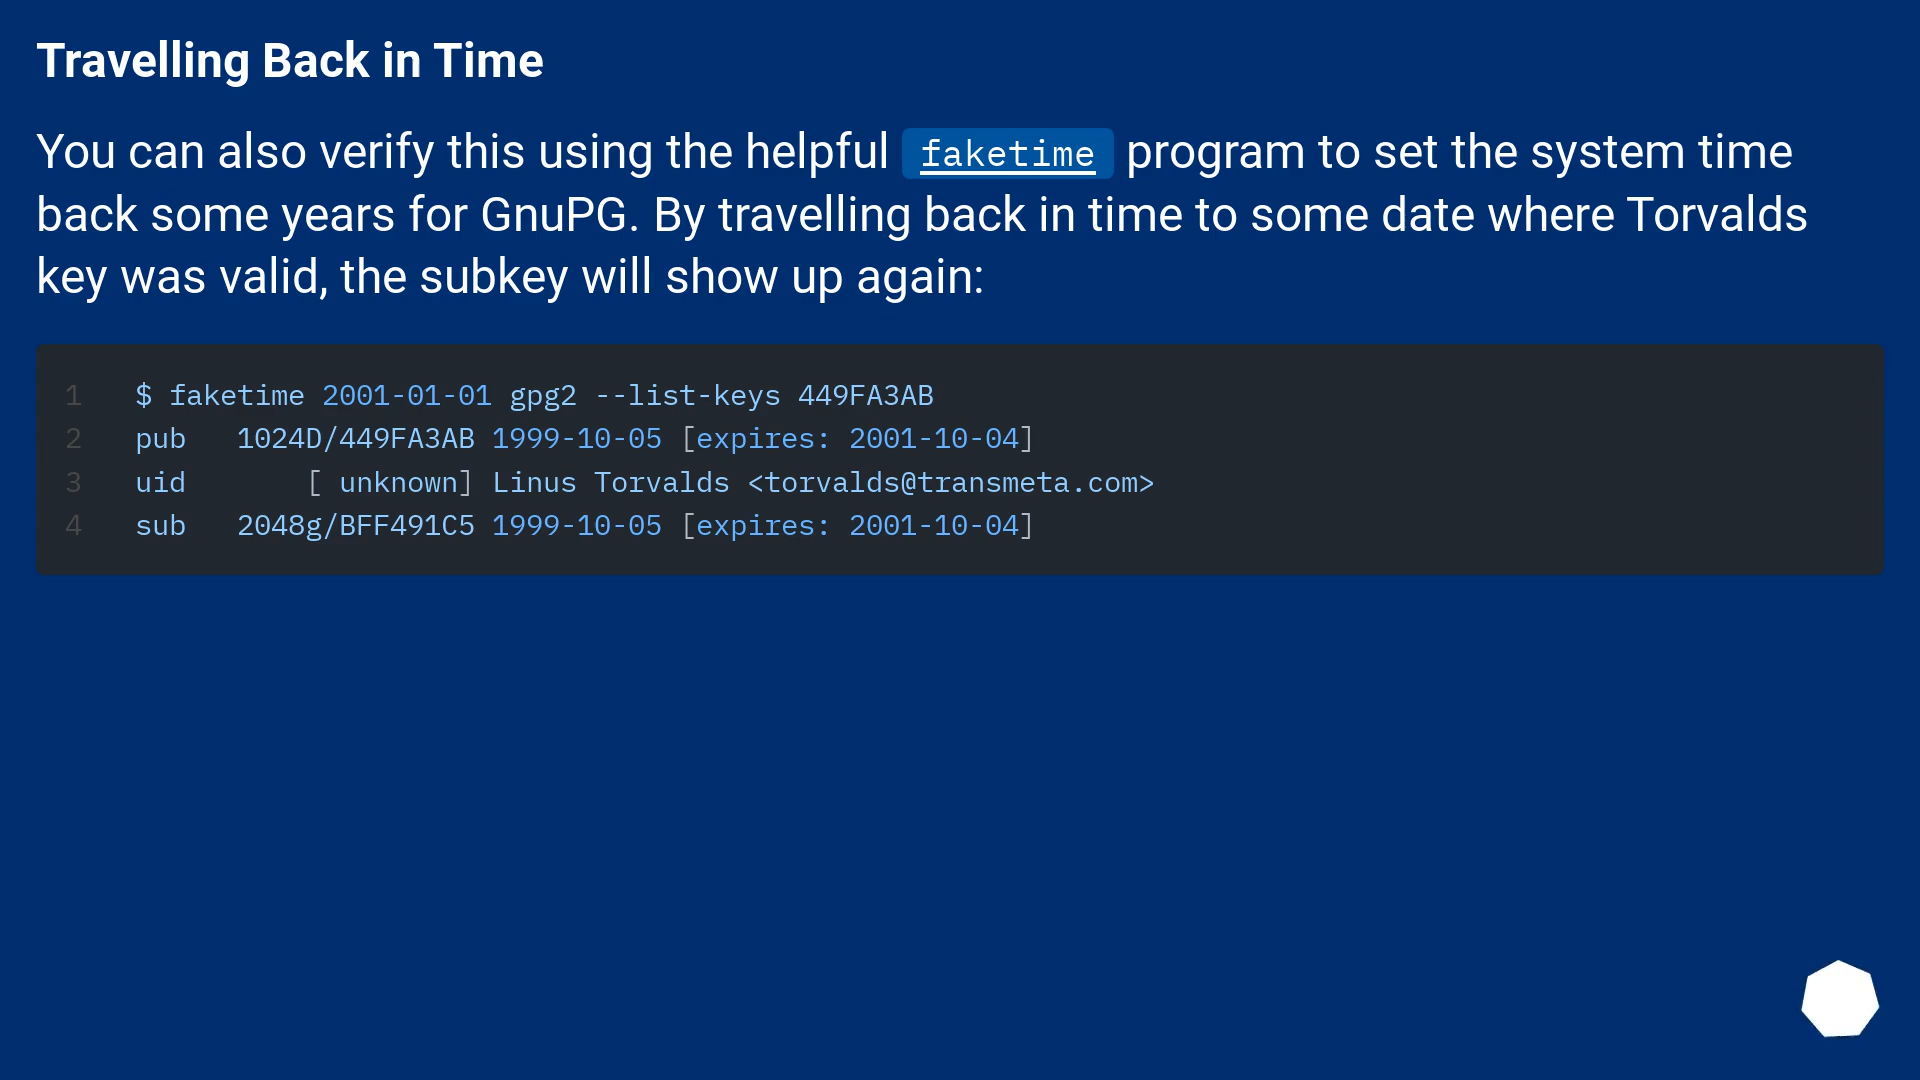 Travelling Back in Time
You can also verify this using the helpful faketime program to set the system time
back some years for GnuPG. By travelling back in time to some date where Torvalds
key was valid, the subkey will show up again:
1 $ faketime 2001-01-01 gpg2 --list-keys 449FA3AB
2 pub   1024D/449FA3AB 1999-10-05 [expires: 2001-10-04]
3 uid       [ unknown] Linus Torvalds <torvalds@transmeta.com>
4 sub   2048g/BFF491C5 1999-10-05 [expires: 2001-10-04]